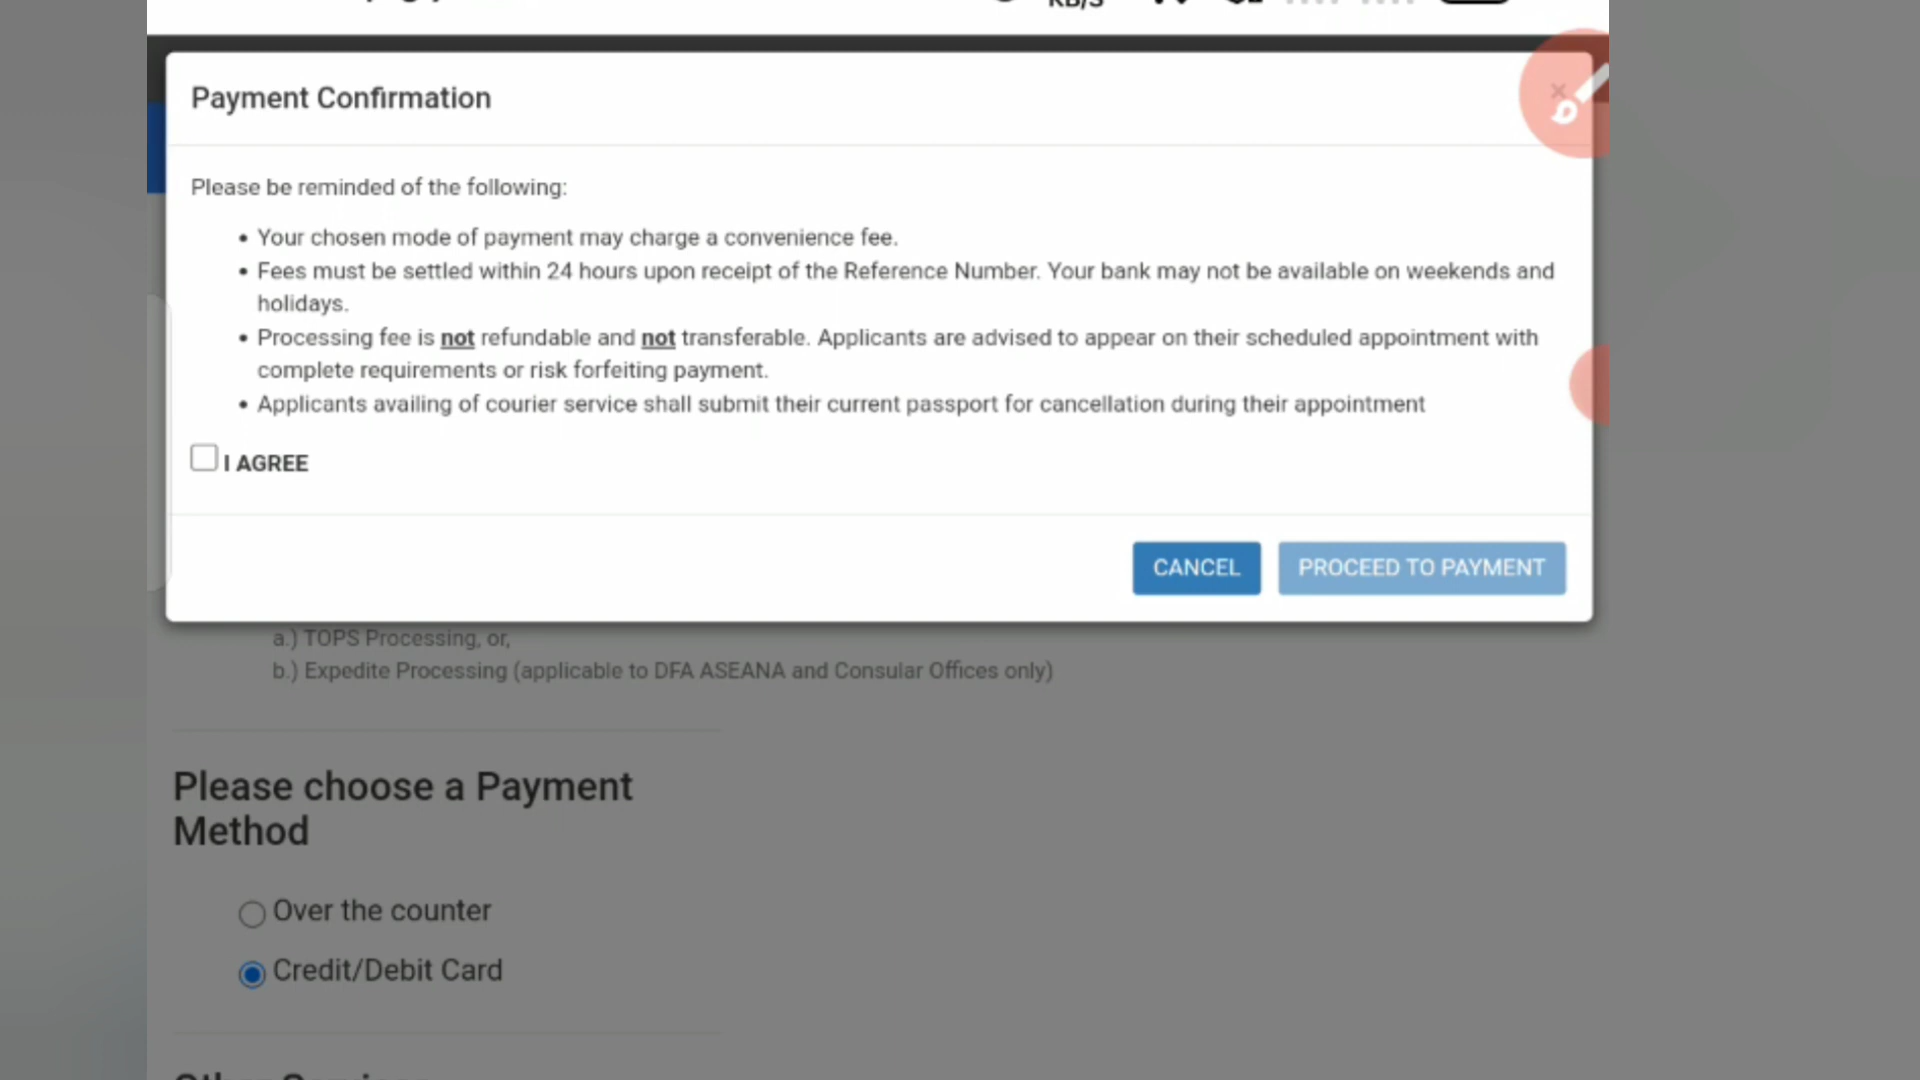 KB/S
Payment Confirmation
×
Please be reminded of the following:
• Your chosen mode of payment may charge a convenience fee.
• Fees must be settled within 24 hours upon receipt of the Reference Number. Your bank may not be available on weekends and
holidays.
• Processing fee is not refundable and not transferable. Applicants are advised to appear on their scheduled appointment with
complete requirements or risk forfeiting payment.
• Applicants availing of courier service shall submit their current passport for cancellation during their appointment
I AGREE
CANCEL PROCEED TO PAYMENT
a.) TOPS Processing, or,
b.) Expedite Processing (applicable to DFA ASEANA and Consular Offices only)
Please choose a Payment
Method
Over the counter
Credit/Debit Card